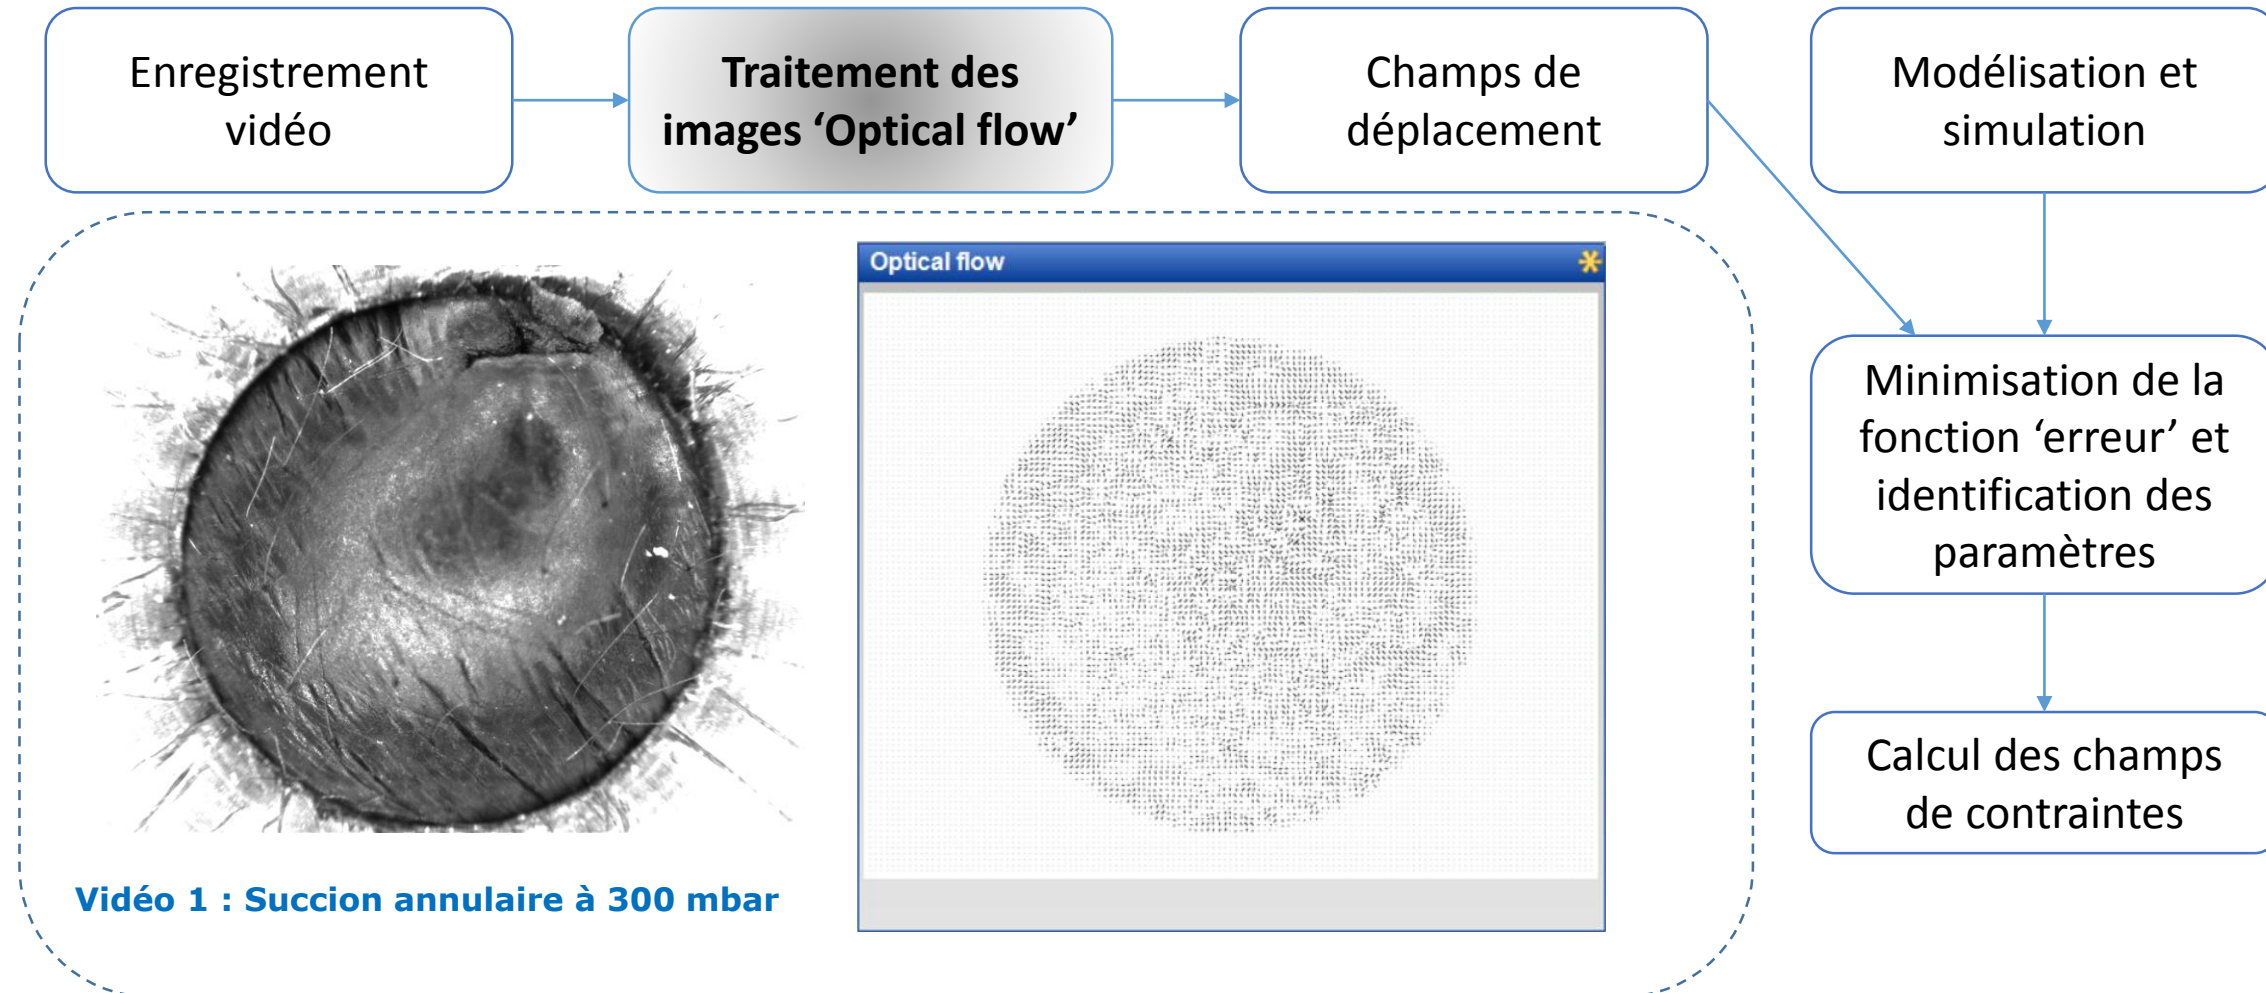 Enregistrement
vidéo
Traitement des
images ‘Optical flow’
Champs de
déplacement
Modélisation et
simulation
Optical flow
Vidéo 1 : Succion annulaire à 300 mbar
Minimisation de la
fonction ‘erreur’ et
identification des
paramètres
Calcul des champs
de contraintes